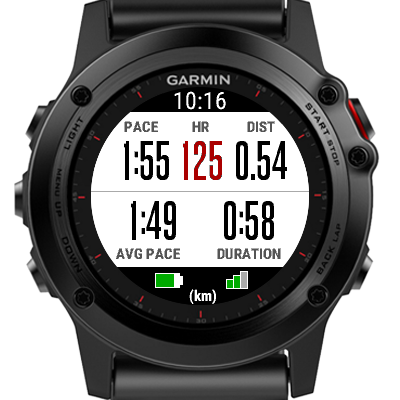 GARMIN
10:16
PACE HR DIST
1:55 125 0.54
1:49 0:58
AVG PACE DURATION
(km)
LIGHT
MENU UP
DOWN
START STOP
BACK LAP